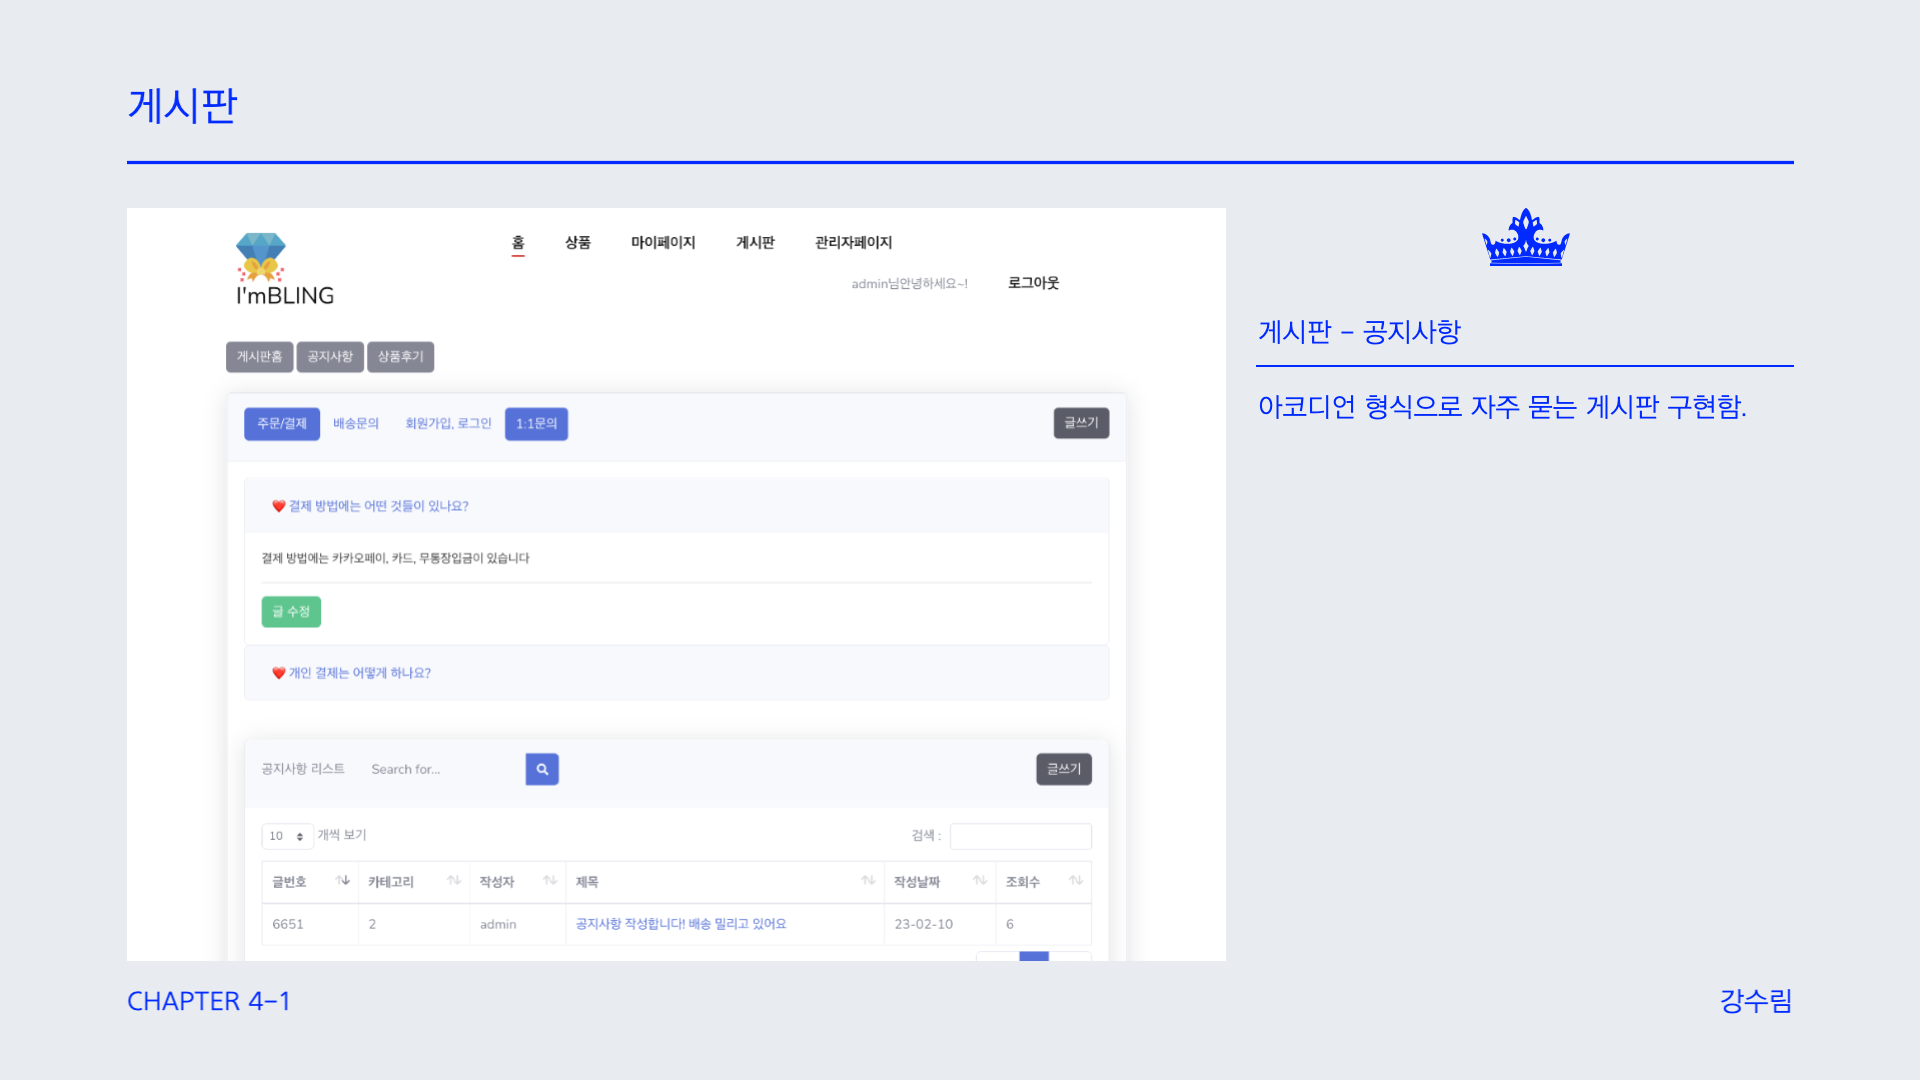 게시판
I'mBLING
홈 상품 마이페이지 게시판 관리자페이지
admin님안녕하세요~! 로그아웃
게시판홈 공지사항 상품후기
주문/결제 배송문의 회원가입, 로그인 1:1문의 글쓰기
결제 방법에는 어떤 것들이 있나요?
결제 방법에는 카카오페이, 카드, 무통장입금이 있습니다
글 수정
개인 결제는 어떻게 하나요?
공지사항 리스트 Search for... 글쓰기
10 개씩 보기 검색 :
글번호 카테고리 작성자 제목 작성날짜 조회수
6651 2 admin 공지사항 작성합니다! 배송 밀리고 있어요 23-02-10 6
게시판 - 공지사항
아코디언 형식으로 자주 묻는 게시판 구현함.
CHAPTER 4-1
강수림